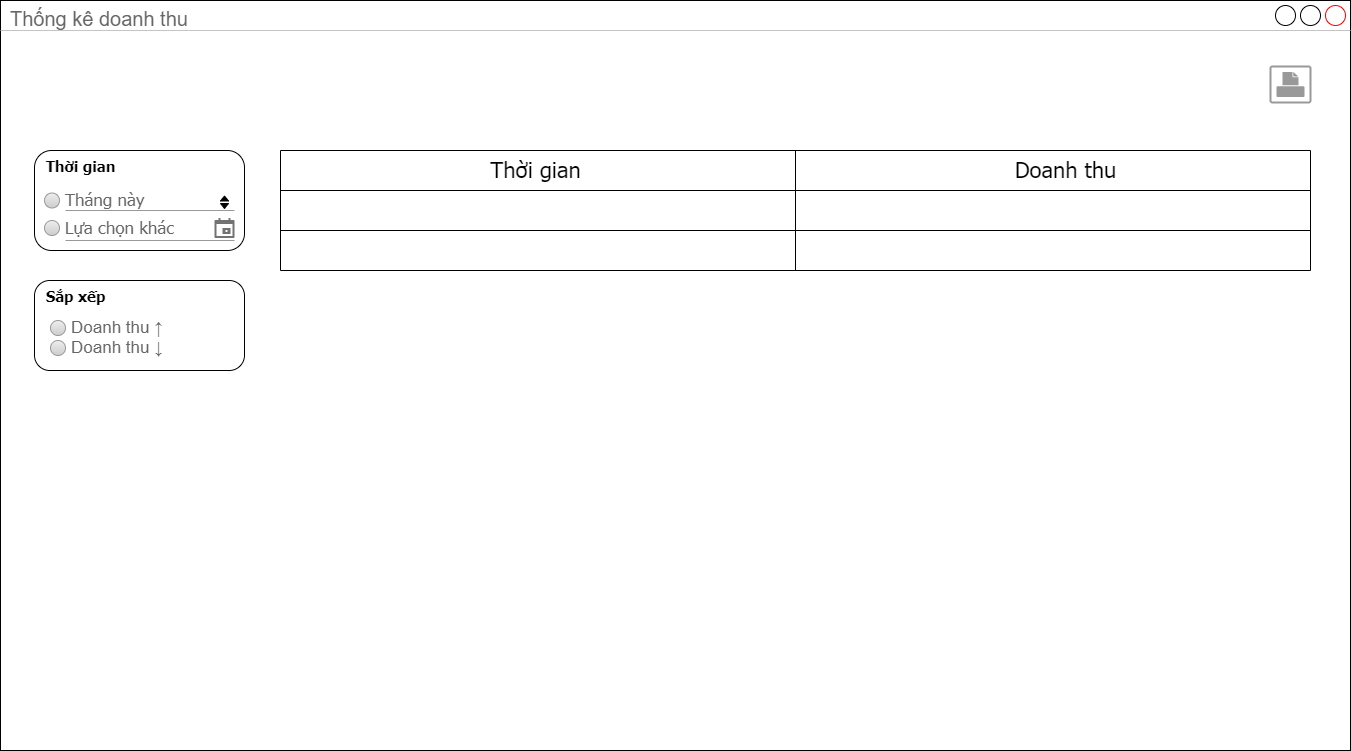 Thống kê doanh thu
Thời gian
Tháng này
Lựa chọn khác
Sắp xếp
Doanh thu ↑
Doanh thu ↓
Thời gian Doanh thu